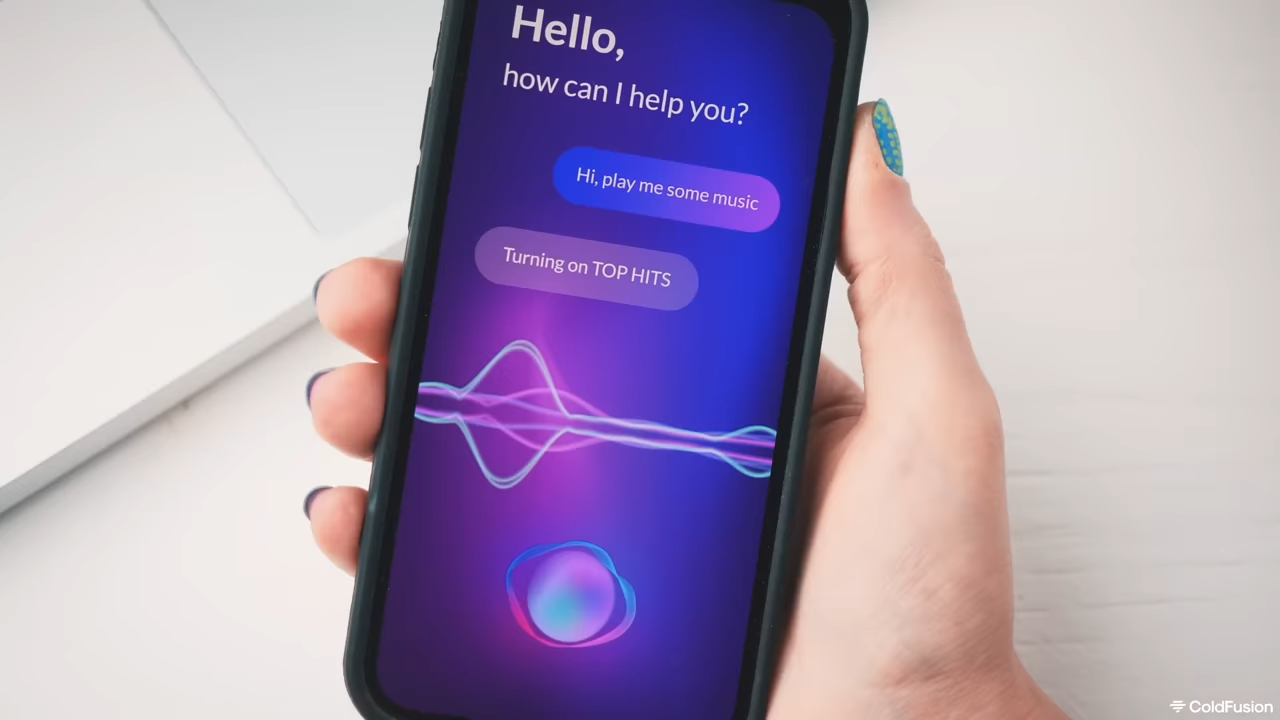 Hello,
how can I help you?
Hi, play me some music
Turning on TOP HITS
ColdFusion